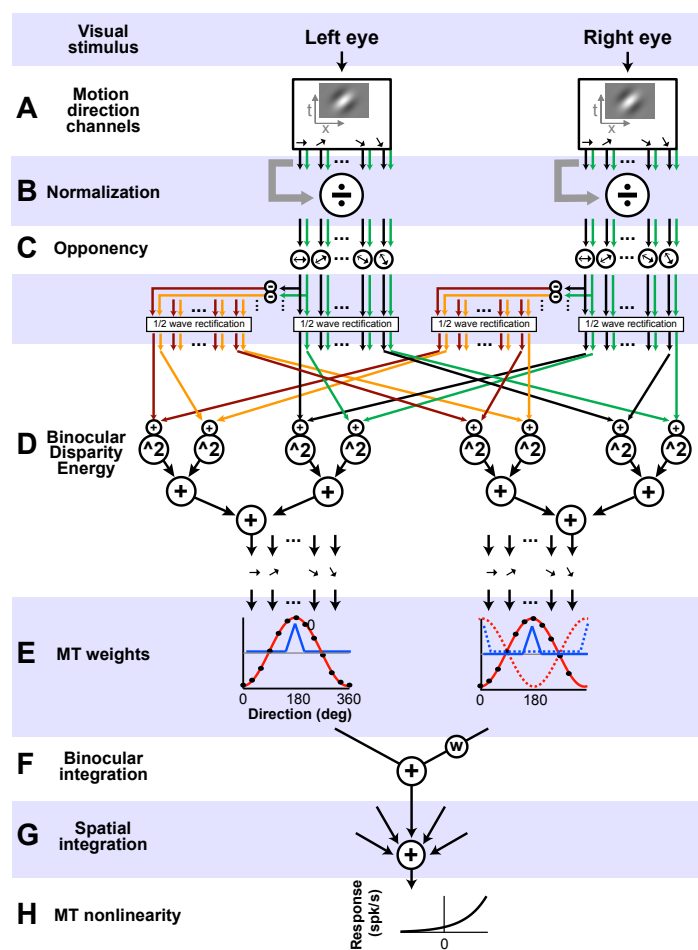 Visual
stimulus
Left eye
Right eye
A
Motion
direction
channels
t
x
...
t
x
...
B
Normalization
÷
÷
C
Opponency
...
...
...
...
...
...
1/2 wave rectification
1/2 wave rectification
1/2 wave rectification
1/2 wave rectification
...
...
...
...
D
Binocular
Disparity
Energy
+ + + + + + + +
^2 ^2 ^2 ^2 ^2 ^2 ^2 ^2
+ + + +
+ +
...
...
...
...
E
MT weights
0
0 180 360
Direction (deg)
0 180
F
Binocular
integration
W
+
G
Spatial
integration
+
H
MT nonlinearity
Response
(spk/s)
0